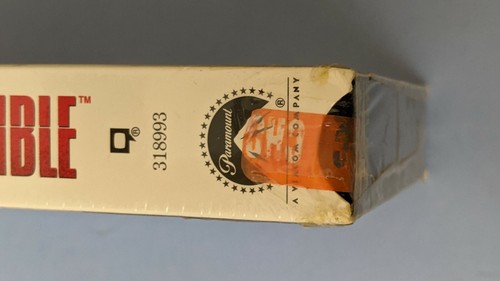 IBLE™
®
318993
Paramount
®
A VIACOM COMPANY